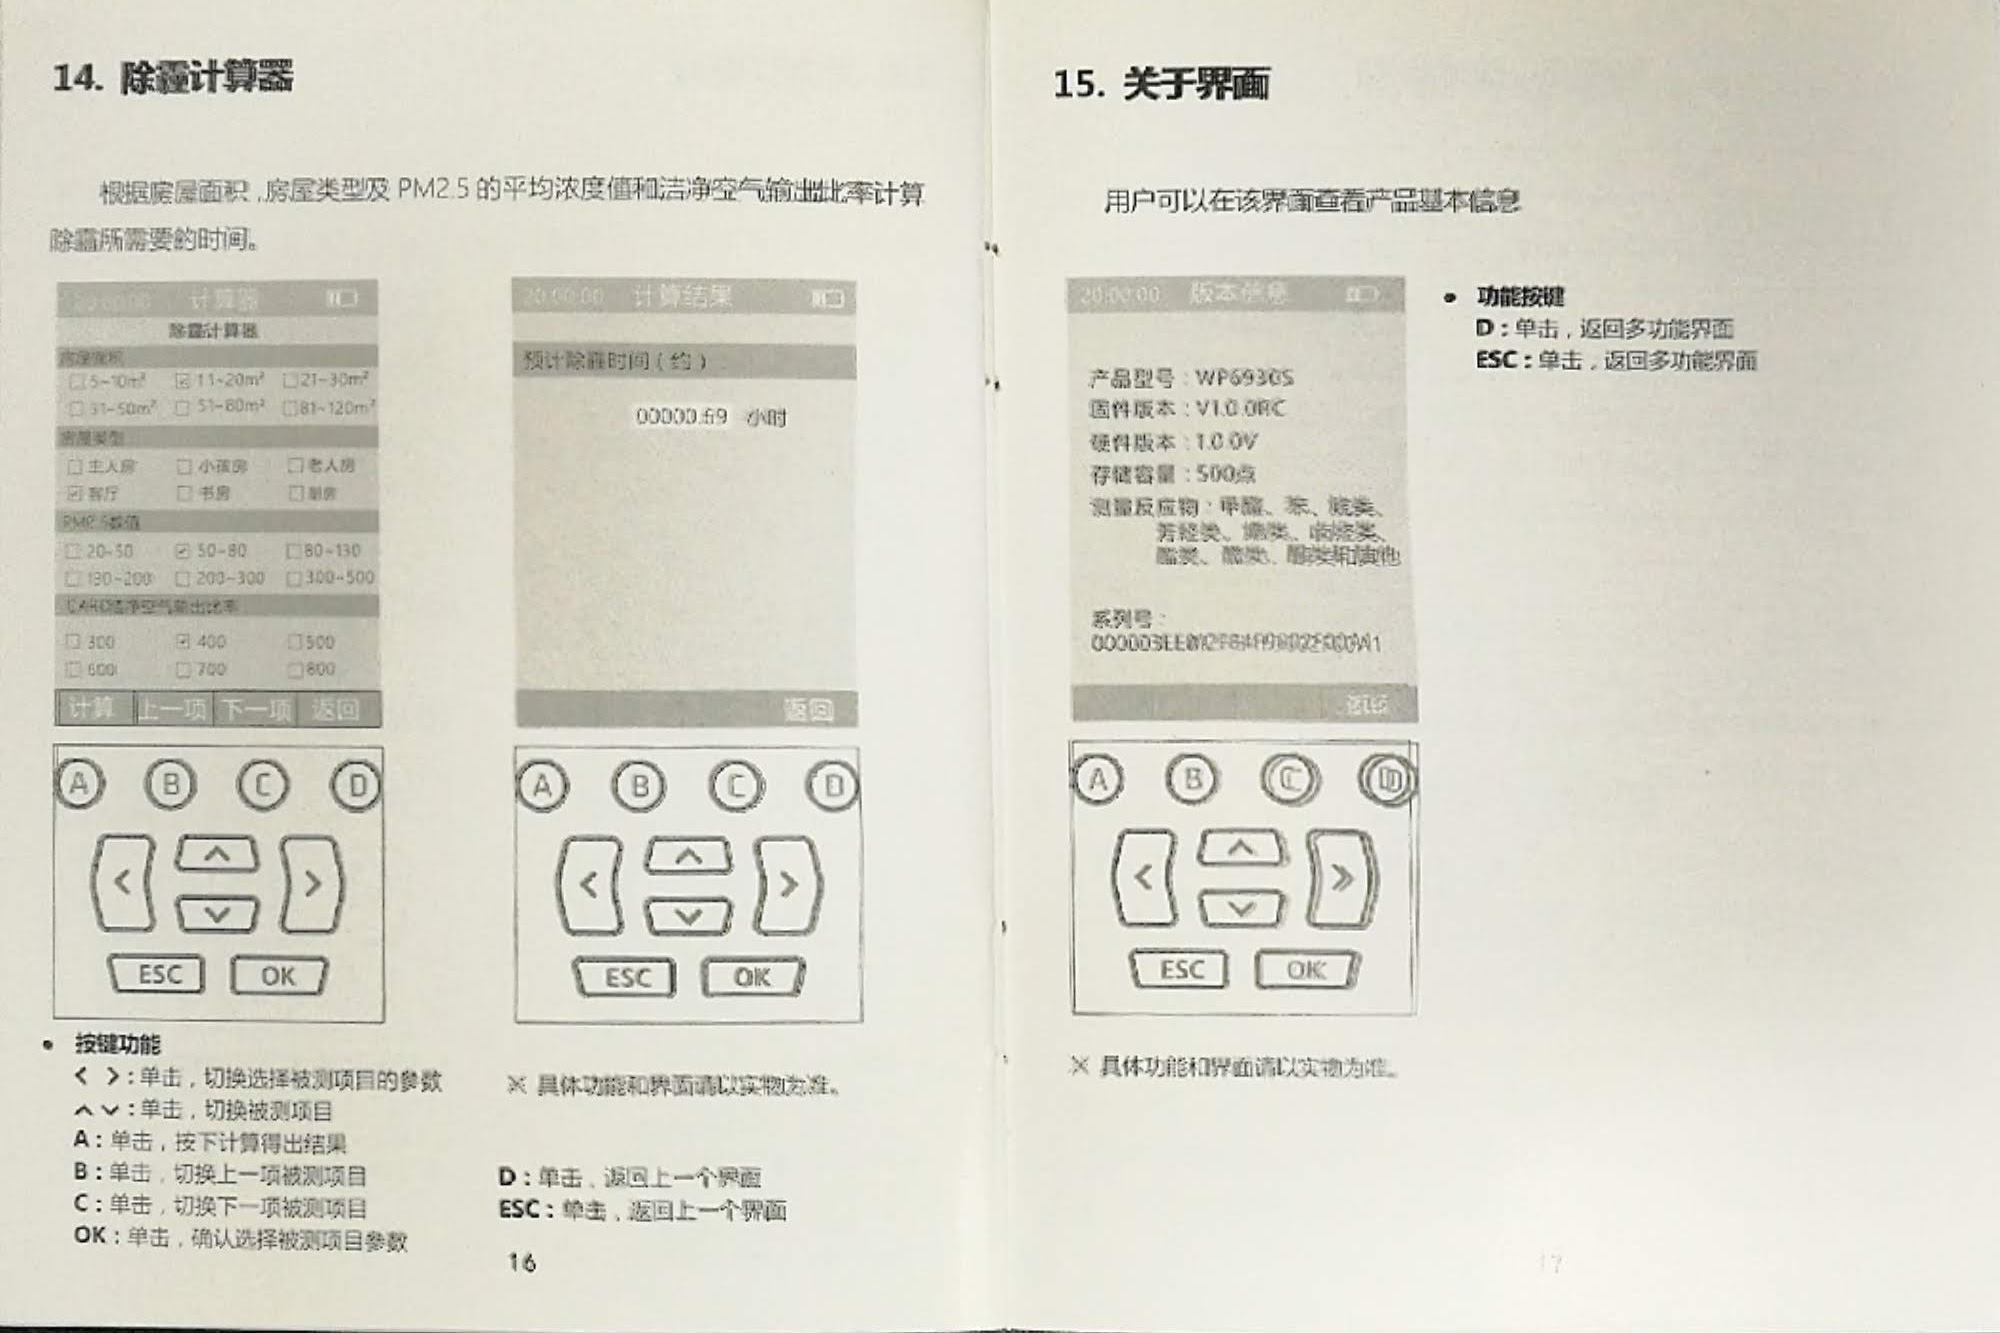 14. 除霾计算器
根据房屋面积,房屋类型及 PM2.5 的平均浓度值和洁净空气输出比率计算
除霾所需要的时间。
20:00:00 计算器
除霾计算器
房屋面积
5~10m² 11~20m² 21~30m²
31~50m² 51~80m² 81~120m²
房屋类型
主人房 小孩房 老人房
客厅 书房 厨房
PM2.5数值
20~50 50~80 80~130
130~200 200~300 300~500
洁净空气输出比率
300 400 500
600 700 800
计算 上一项 下一项 返回
A B C D
< ^ >
ESC OK
• 按键功能
< >:单击,切换选择被测项目的参数
∧∨:单击,切换被测项目
A:单击,按下计算得出结果
B:单击,切换上一项被测项目
C:单击,切换下一项被测项目
OK:单击,确认选择被测项目参数
20:00:00 计算结果
预计除霾时间(约)
00000.69 小时
返回
A B C D
ESC OK
※ 具体功能和界面请以实物为准。
D:单击,返回上一个界面
ESC:单击,返回上一个界面
16
15. 关于界面
用户可以在该界面查看产品基本信息
20:00:00 版本信息
产品型号:WP6930S
固件版本:V1.0.0RC
硬件版本:1.0.0V
存储容量:500点
测量反应物:甲醛、苯、烷类、
芳烃类、
和其他
系列号:
返回
A B C D
ESC OK
※ 具体功能和界面请以实物为准。
• 功能按键
D:单击,返回多功能界面
ESC:单击,返回多功能界面
17